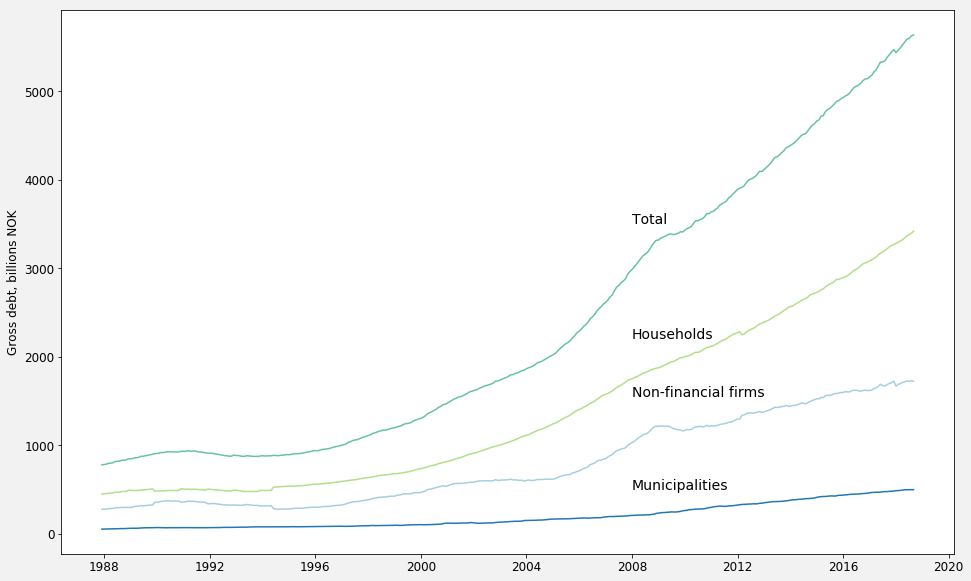 Gross debt, billions NOK
5000
4000
3000
2000
1000
0
Total
Households
Non-financial firms
Municipalities
1988 1992 1996 2000 2004 2008 2012 2016 2020